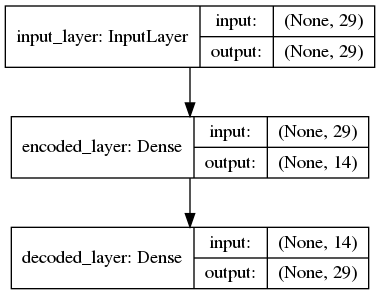 input_layer: InputLayer
input: (None, 29)
output: (None, 29)
encoded_layer: Dense
input: (None, 29)
output: (None, 14)
decoded_layer: Dense
input: (None, 14)
output: (None, 29)